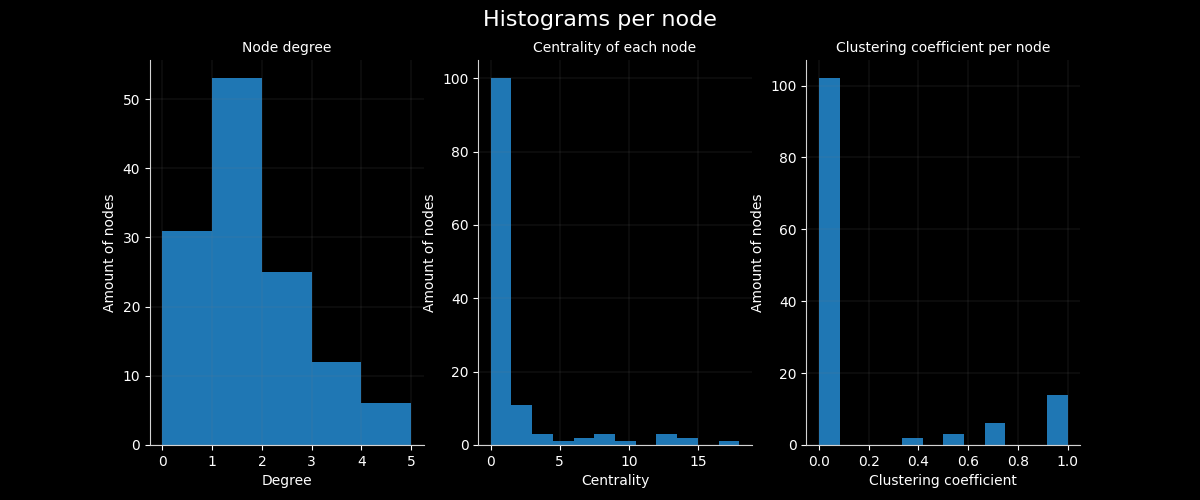 Histograms per node
Node degree
Amount of nodes
50
40
30
20
10
0
0 1 2 3 4 5
Degree
Centrality of each node
Amount of nodes
100
80
60
40
20
0
0 5 10 15
Centrality
Clustering coefficient per node
Amount of nodes
100
80
60
40
20
0
0.0 0.2 0.4 0.6 0.8 1.0
Clustering coefficient